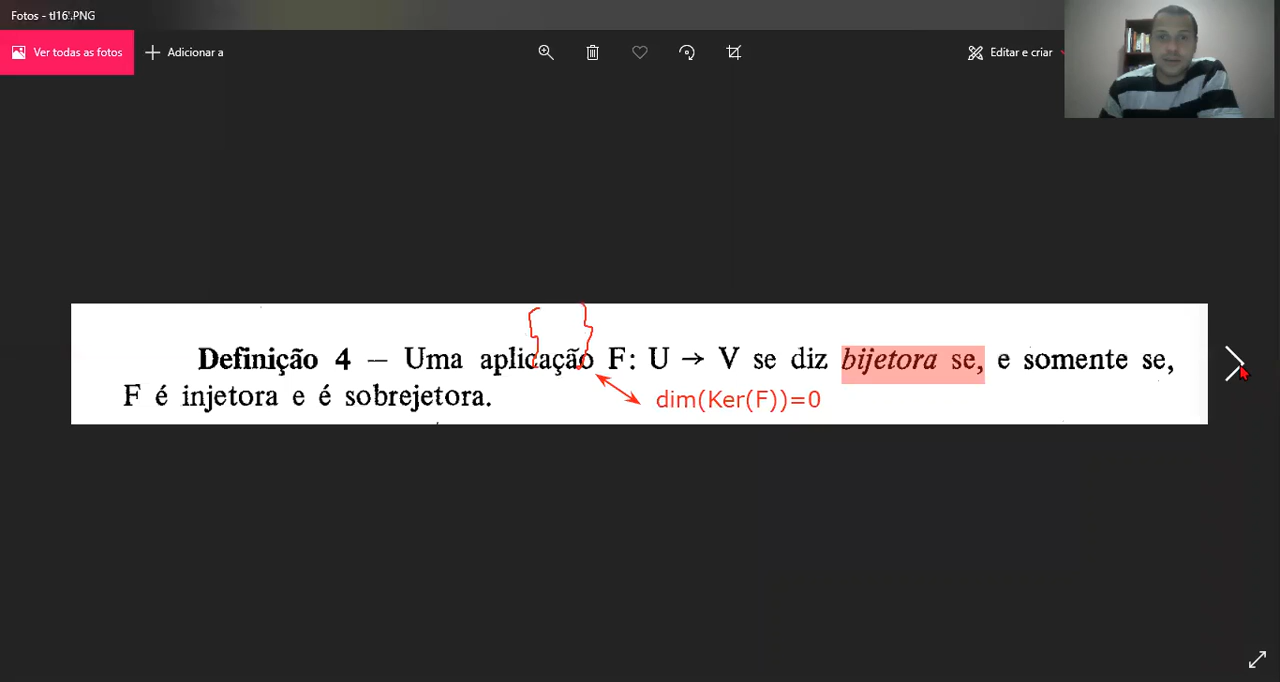 Fotos - tl16'.PNG
Ver todas as fotos
Adicionar a
Editar e criar
Definição 4 — Uma aplicação F: U → V se diz bijetora se, e somente se,
F é injetora e é sobrejetora.
dim(Ker(F))=0